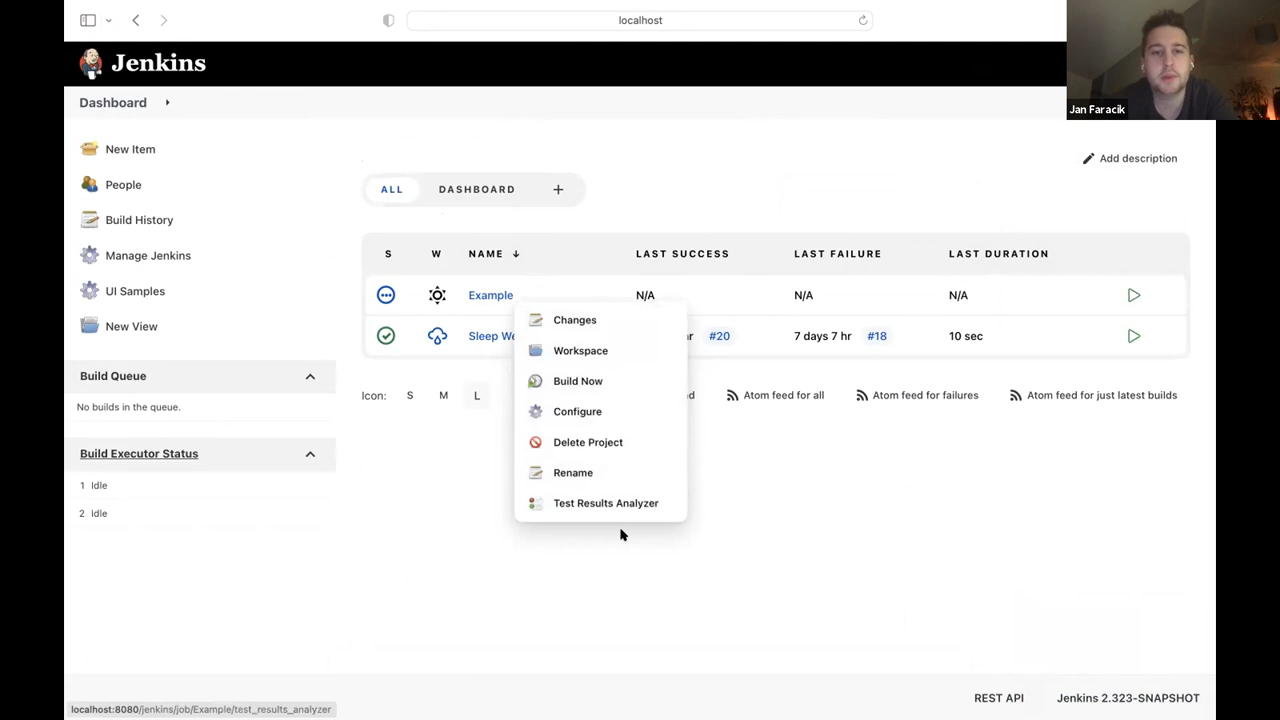 localhost
Jenkins
Jan Faracik
Dashboard
New Item
People
Build History
Manage Jenkins
UI Samples
New View
Add description
ALL DASHBOARD +
S W NAME ↓ LAST SUCCESS LAST FAILURE LAST DURATION
Example N/A N/A N/A
Sleep We hr #20 7 days 7 hr #18 10 sec
Changes
Workspace
Build Now
Configure
Delete Project
Rename
Test Results Analyzer
Icon: S M L Atom feed for all Atom feed for failures Atom feed for just latest builds
Build Queue
No builds in the queue.
Build Executor Status
1 Idle
2 Idle
REST API Jenkins 2.323-SNAPSHOT
localhost:8080/jenkins/job/Example/test_results_analyzer